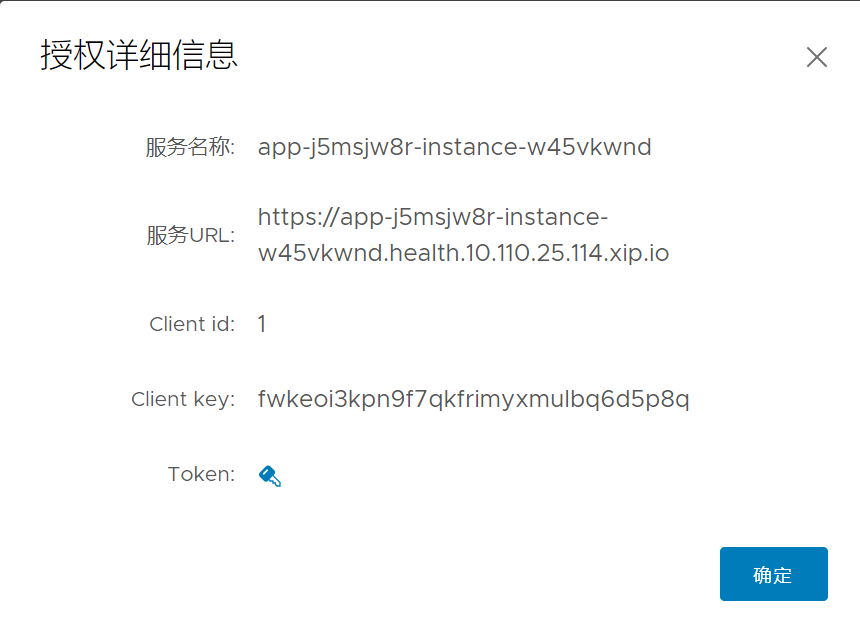 授权详细信息
服务名称: app-j5msjw8r-instance-w45vkwnd
服务URL: https://app-j5msjw8r-instance-
w45vkwnd.health.10.110.25.114.xip.io
Client id: 1
Client key: fwkeoi3kpn9f7qkfrimyxmulbq6d5p8q
Token:
确定